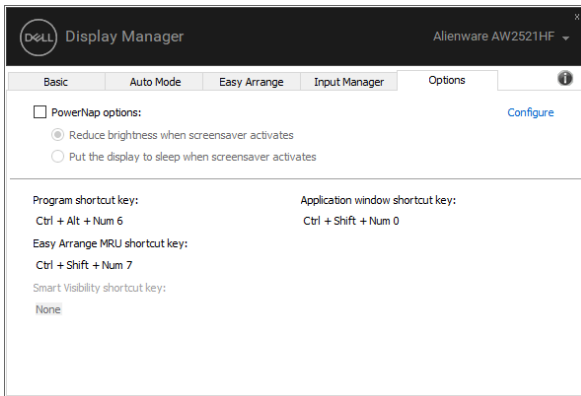 DELL Display Manager Alienware AW2521HF
x
Basic Auto Mode Easy Arrange Input Manager Options i
PowerNap options: Configure
Reduce brightness when screensaver activates
Put the display to sleep when screensaver activates
Program shortcut key: Application window shortcut key:
Ctrl + Alt + Num 6 Ctrl + Shift + Num 0
Easy Arrange MRU shortcut key:
Ctrl + Shift + Num 7
Smart Visibility shortcut key:
None